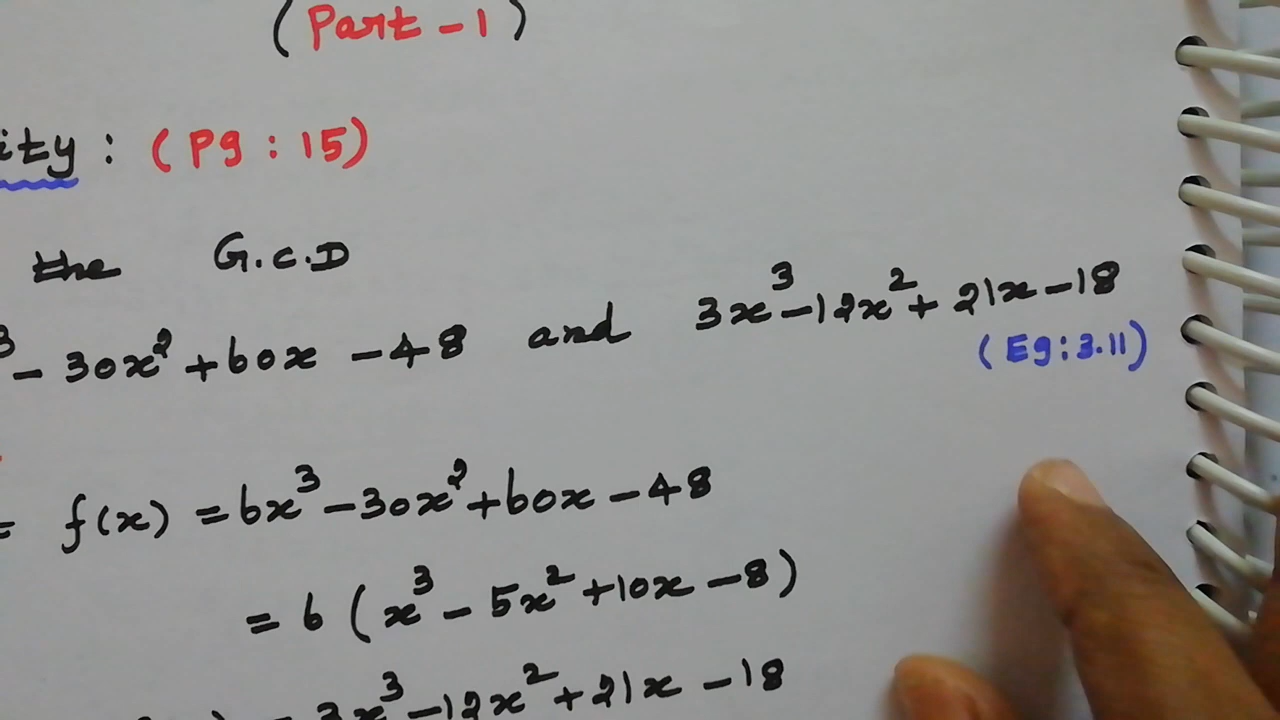 (Part - 1)
ity : (Pg : 15)
the G.C.D
3 - 30x² + 60x - 48 and 3x³ - 12x² + 21x - 18
(Eg : 3.11)
= f(x) = 6x³ - 30x² + 60x - 48
= 6 (x³ - 5x² + 10x - 8)
= 3x³ - 12x² + 21x - 18